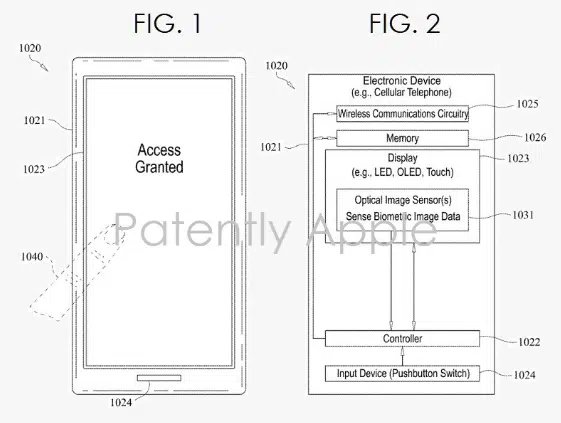 FIG. 1
1020
1021
1023
Access
Granted
1040
1024
FIG. 2
1020
Electronic Device
(e.g., Cellular Telephone)
Wireless Communications Circuitry
1025
Memory
1026
1021
Display
(e.g., LED, OLED, Touch)
1023
Optical Image Sensor(s)
Sense Biometric Image Data
1031
Controller
1022
Input Device (Pushbutton Switch)
1024
Patently Apple